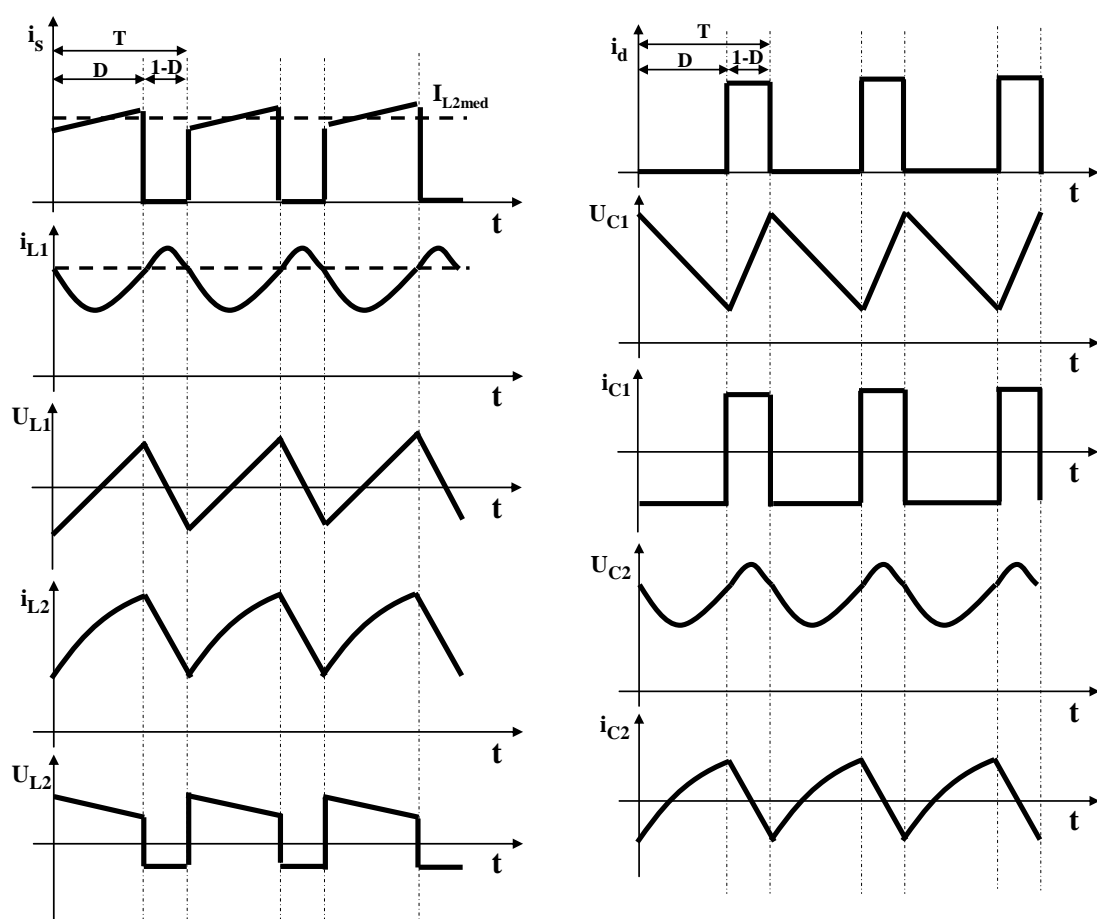 i_S
T
D
1-D
I_L2med
t
i_L1
t
U_L1
t
i_L2
t
U_L2
t
i_d
T
D
1-D
t
U_C1
t
i_C1
t
U_C2
t
i_C2
t